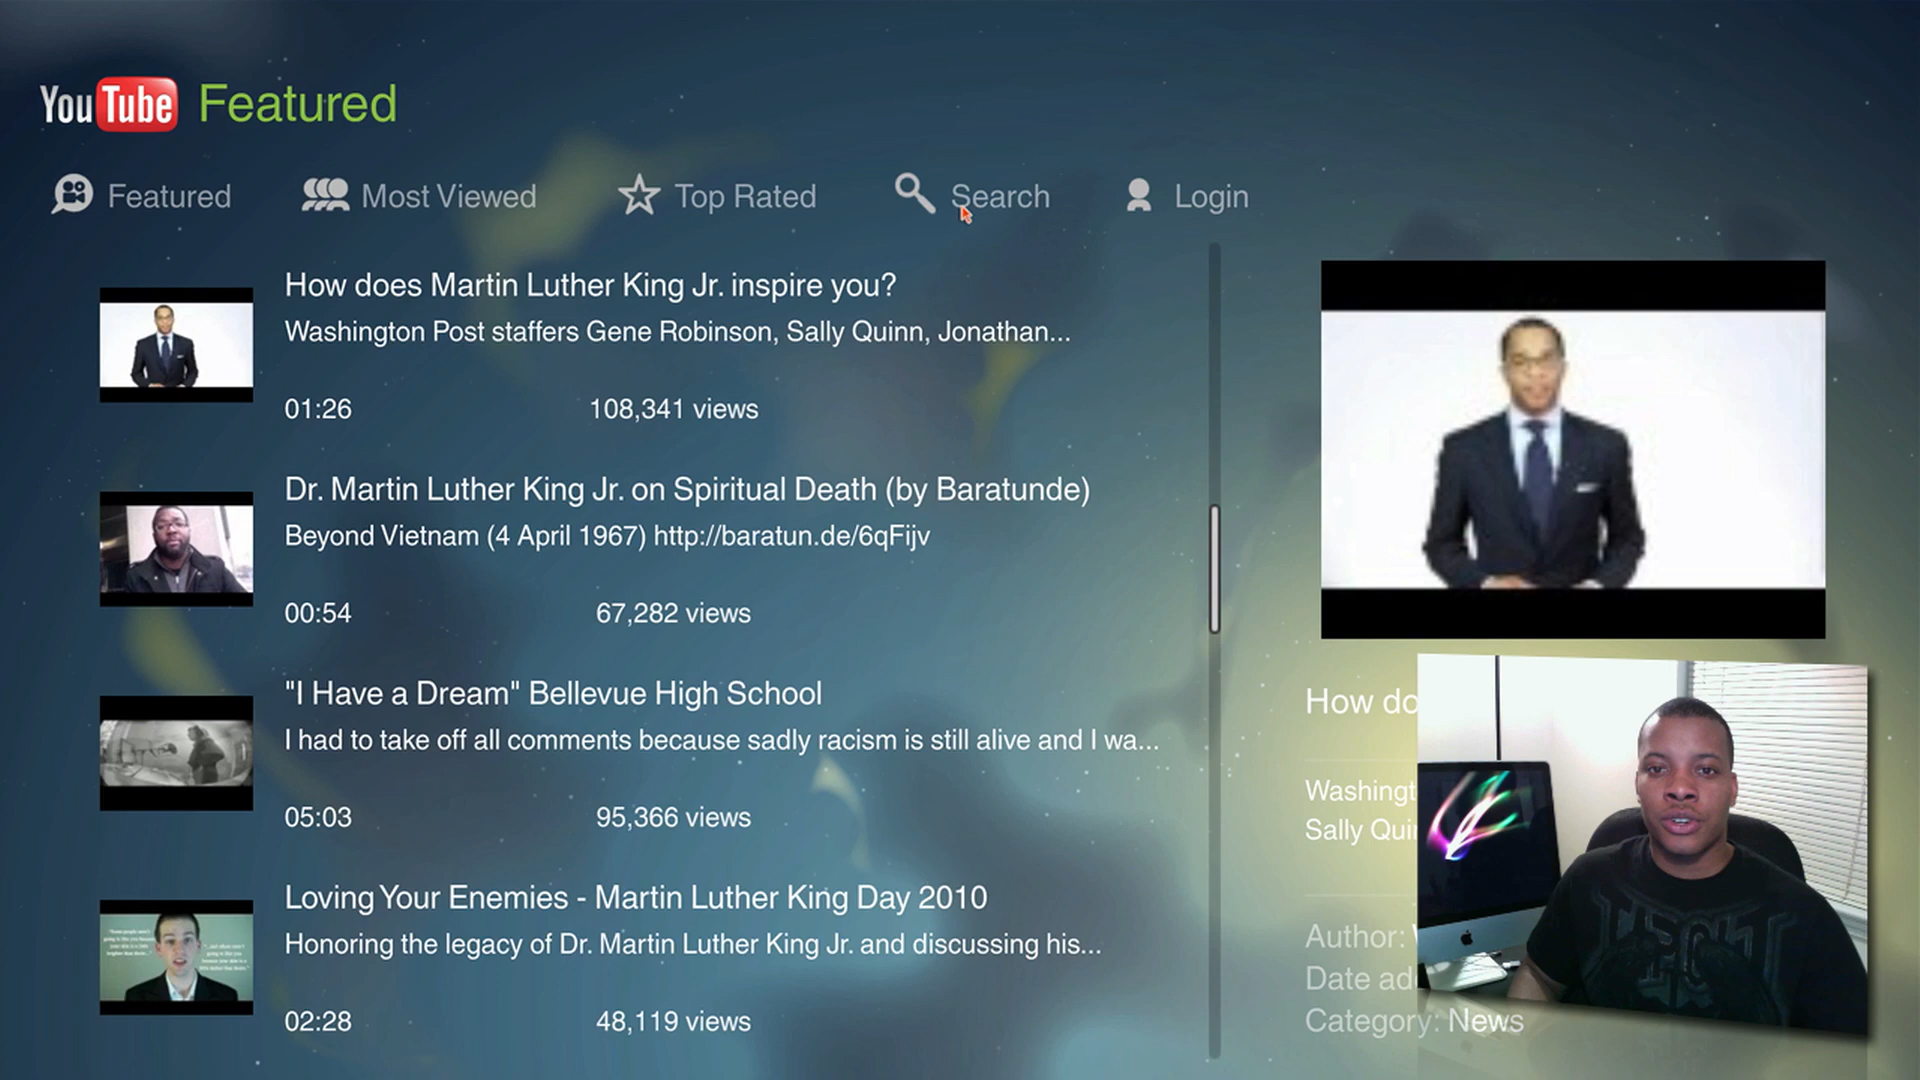 YouTube Featured
Featured Most Viewed Top Rated Search Login
How does Martin Luther King Jr. inspire you?
Washington Post staffers Gene Robinson, Sally Quinn, Jonathan...
01:26 108,341 views
Dr. Martin Luther King Jr. on Spiritual Death (by Baratunde)
Beyond Vietnam (4 April 1967) http://baratun.de/6qFijv
00:54 67,282 views
"I Have a Dream" Bellevue High School
I had to take off all comments because sadly racism is still alive and I wa...
05:03 95,366 views
Loving Your Enemies - Martin Luther King Day 2010
Honoring the legacy of Dr. Martin Luther King Jr. and discussing his...
02:28 48,119 views
How do
Washingt
Sally Qui
Author:
Date ad
Category: News